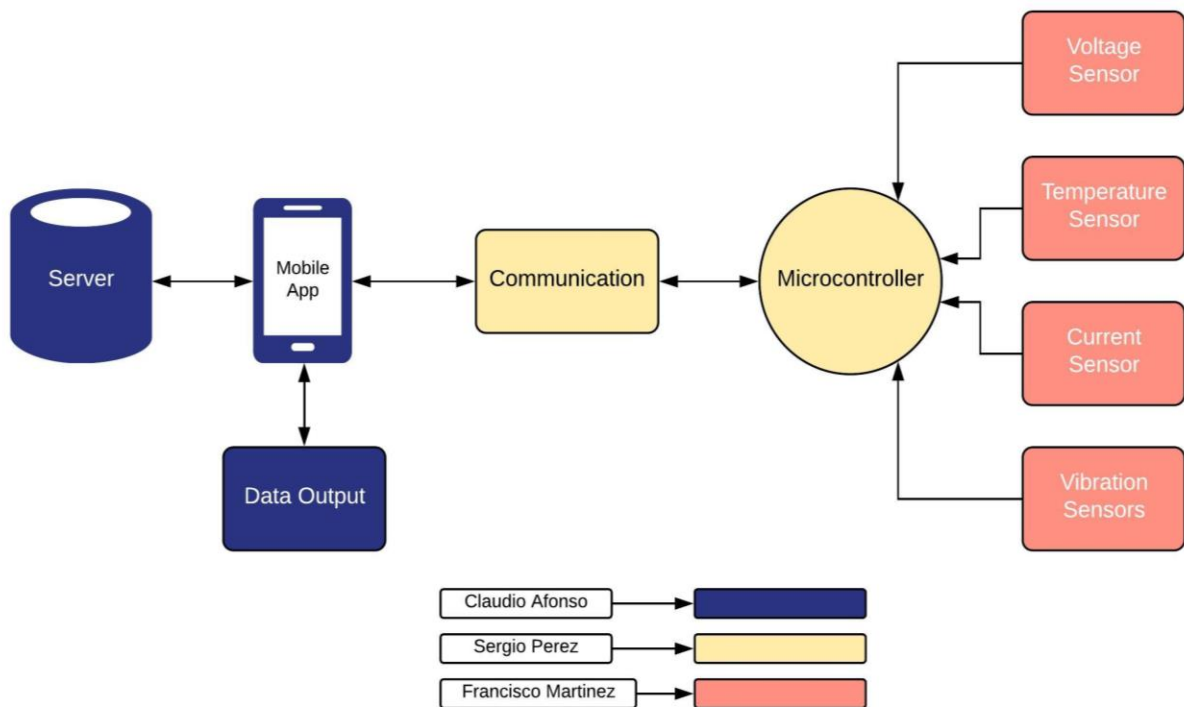 Voltage
Sensor
Temperature
Sensor
Server
Mobile
App
Communication
Microcontroller
Current
Sensor
Data Output
Vibration
Sensors
Claudio Afonso
Sergio Perez
Francisco Martinez